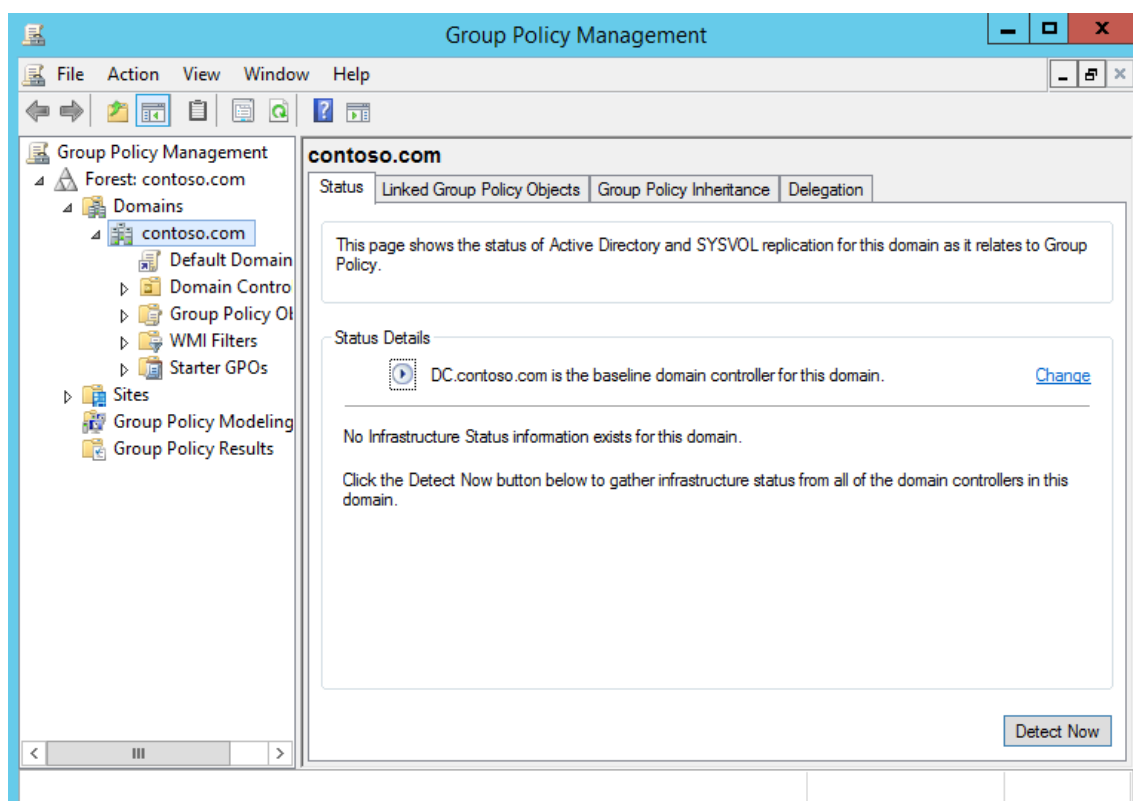 Group Policy Management
File Action View Window Help
Group Policy Management
Forest: contoso.com
Domains
contoso.com
Default Domain
Domain Contro
Group Policy Ob
WMI Filters
Starter GPOs
Sites
Group Policy Modeling
Group Policy Results
contoso.com
Status Linked Group Policy Objects Group Policy Inheritance Delegation
This page shows the status of Active Directory and SYSVOL replication for this domain as it relates to Group
Policy.
Status Details
DC.contoso.com is the baseline domain controller for this domain. Change
No Infrastructure Status information exists for this domain.
Click the Detect Now button below to gather infrastructure status from all of the domain controllers in this
domain.
Detect Now